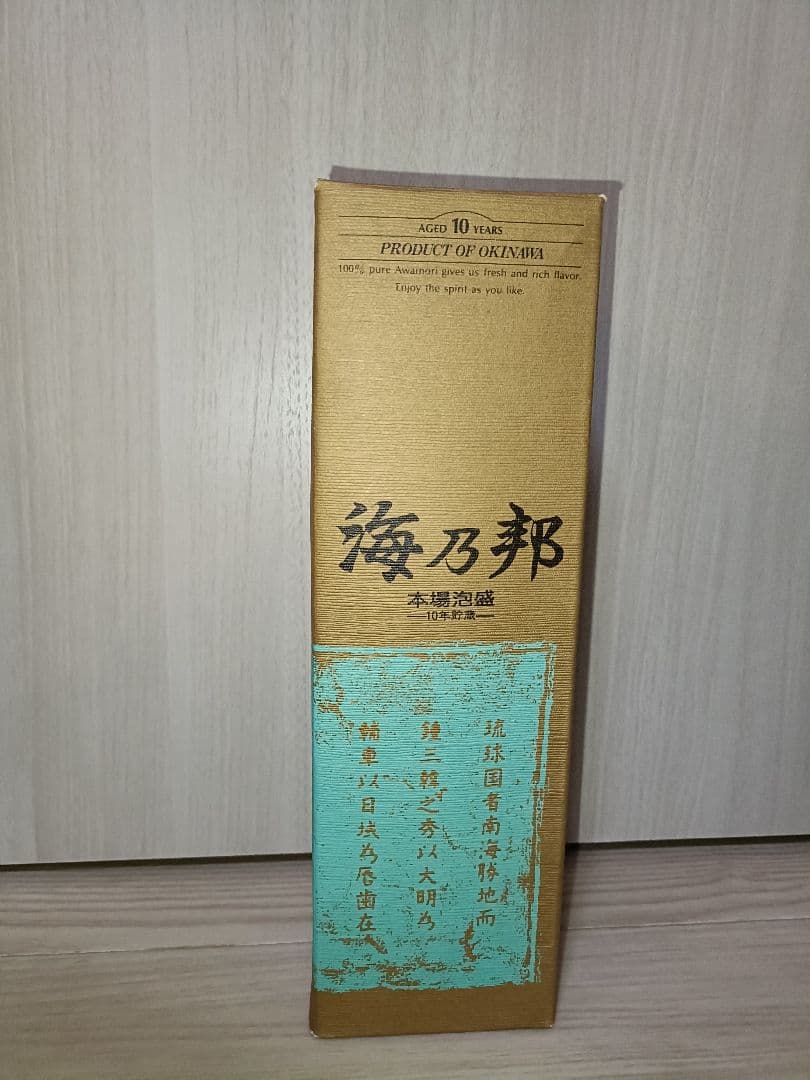 AGED 10 YEARS
PRODUCT OF OKINAWA
100% pure Awamori gives us fresh and rich flavor.
Enjoy the spirit as you like.
海乃邦
本場泡盛
10年貯蔵
琉球国者南海勝地而
鍾三韓之秀以大明為
輔車以日域為唇歯在